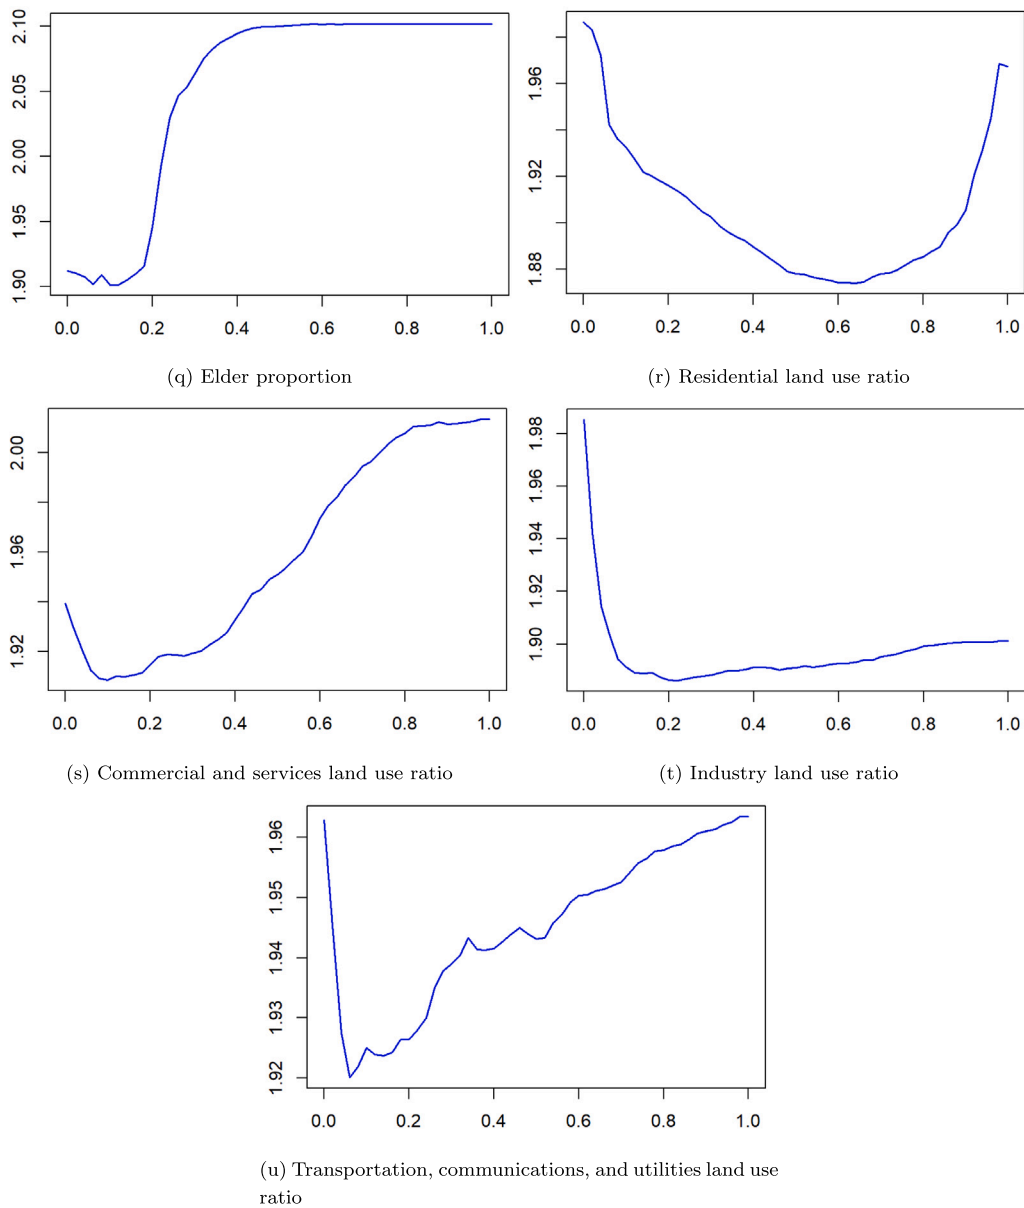 2.10
2.05
2.00
1.95
1.90
0.0 0.2 0.4 0.6 0.8 1.0
(q) Elder proportion
1.96
1.92
1.88
0.0 0.2 0.4 0.6 0.8 1.0
(r) Residential land use ratio
2.00
1.96
1.92
0.0 0.2 0.4 0.6 0.8 1.0
(s) Commercial and services land use ratio
1.98
1.96
1.94
1.92
1.90
0.0 0.2 0.4 0.6 0.8 1.0
(t) Industry land use ratio
1.96
1.95
1.94
1.93
1.92
0.0 0.2 0.4 0.6 0.8 1.0
(u) Transportation, communications, and utilities land use
ratio